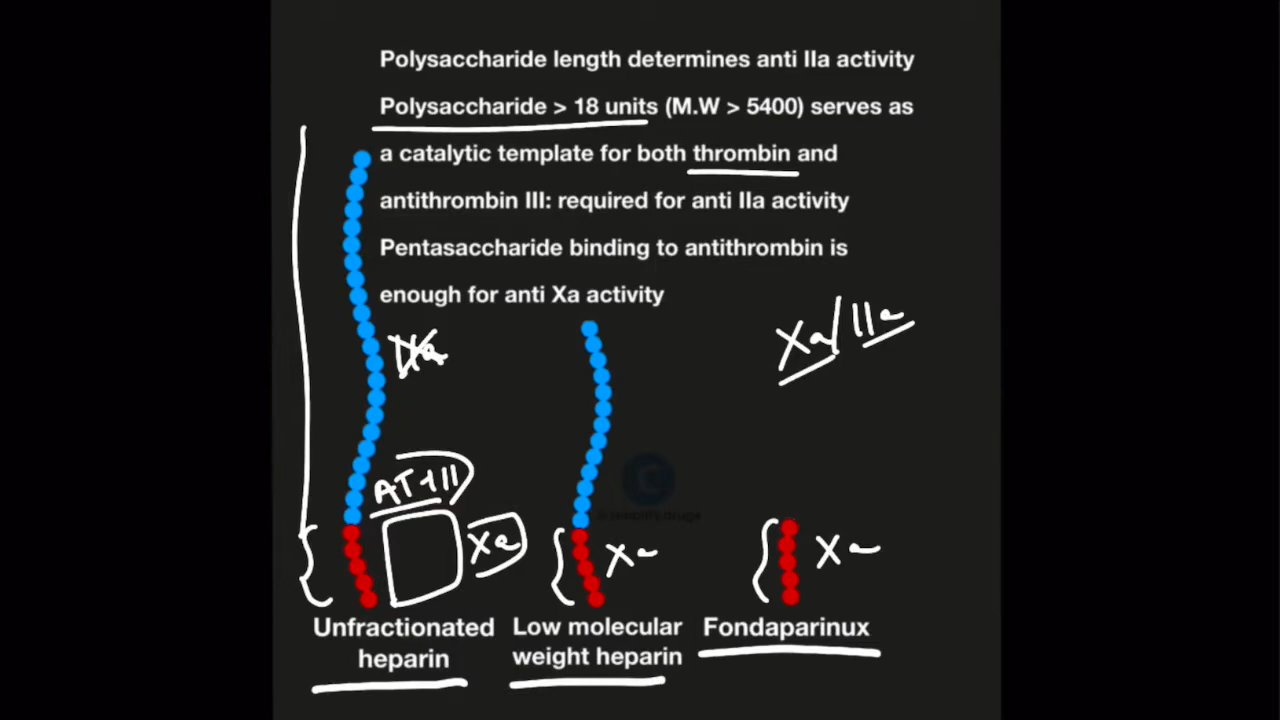 Polysaccharide length determines anti IIa activity
Polysaccharide > 18 units (M.W > 5400) serves as
a catalytic template for both thrombin and
antithrombin III: required for anti IIa activity
Pentasaccharide binding to antithrombin is
enough for anti Xa activity
Xa/IIa
AT III
Xa
Xa
Xa
Unfractionated
heparin
Low molecular
weight heparin
Fondaparinux